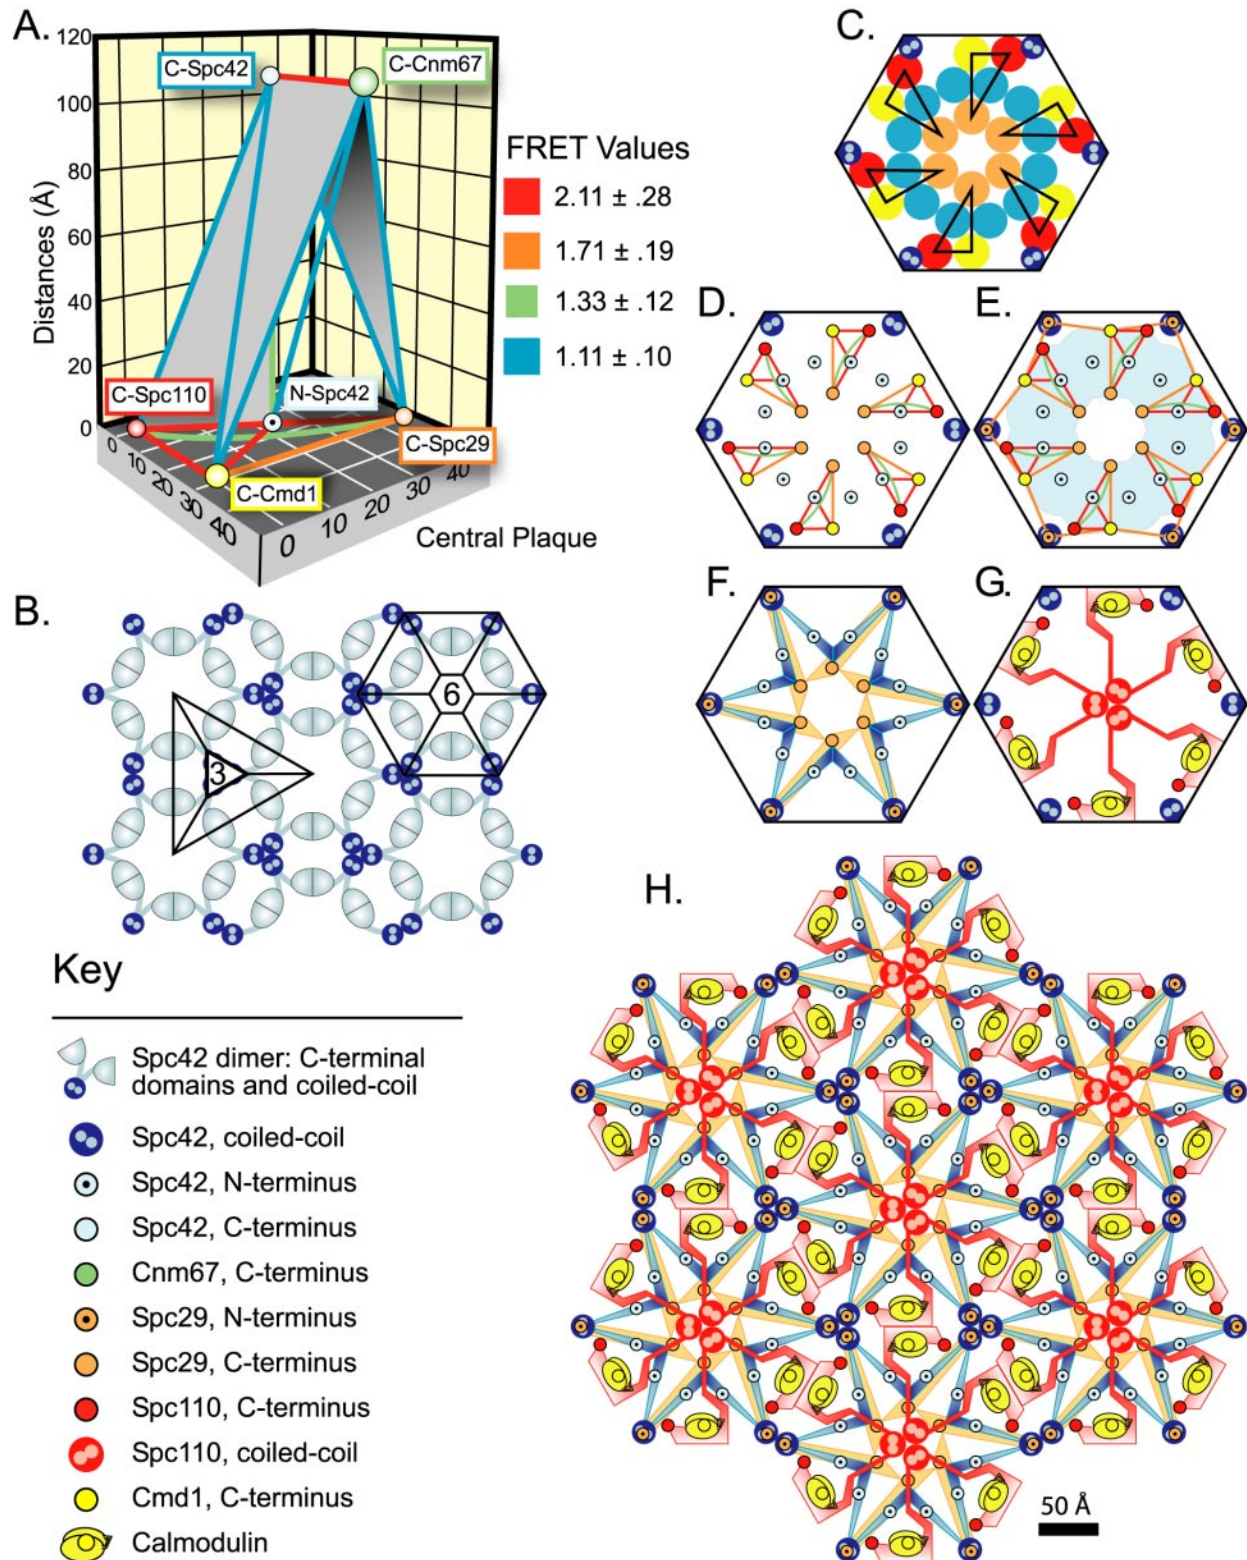 A.
120
100
80
60
40
20
0
Distances (Å)
C-Spc42
C-Cnm67
C-Spc110
N-Spc42
C-Spc29
C-Cmd1
0
10
20
30
40
0
10
20
30
40
Central Plaque
FRET Values
2.11 ± .28
1.71 ± .19
1.33 ± .12
1.11 ± .10
B.
3
6
C.
D.
E.
F.
G.
H.
50 Å
Key
Spc42 dimer: C-terminal
domains and coiled-coil
Spc42, coiled-coil
Spc42, N-terminus
Spc42, C-terminus
Cnm67, C-terminus
Spc29, N-terminus
Spc29, C-terminus
Spc110, C-terminus
Spc110, coiled-coil
Cmd1, C-terminus
Calmodulin